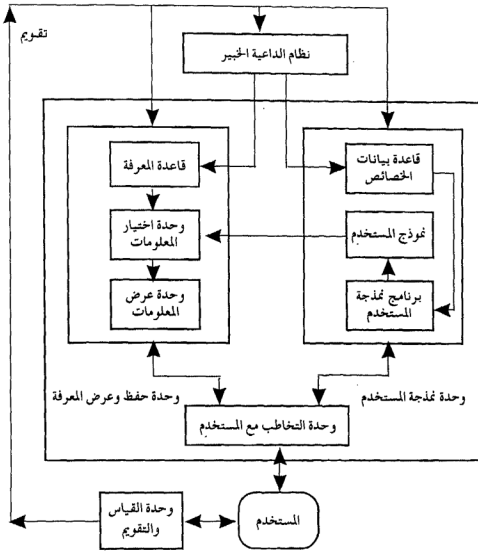 تقويم
نظام الداعية الخبير
قاعدة بيانات
الخصائص
قاعدة المعرفة
نموذج المستخدم
وحدة اختيار
المعلومات
برنامج نمذجة
المستخدم
وحدة عرض
المعلومات
وحدة نمذجة المستخدم
وحدة حفظ وعرض المعرفة
وحدة التخاطب مع المستخدم
المستخدم
وحدة القياس
والتقويم